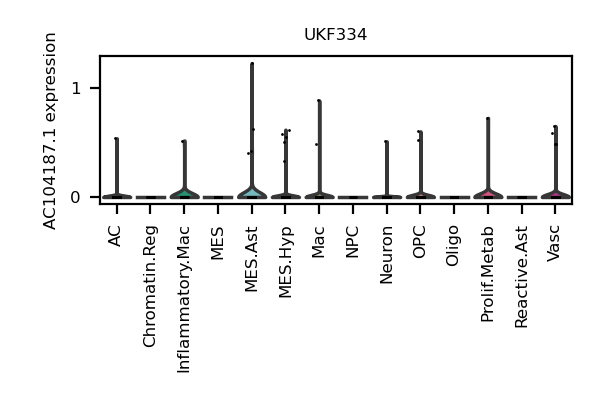 UKF334
AC104187.1 expression
1
0
AC
Chromatin.Reg
Inflammatory.Mac
MES
MES.Ast
MES.Hyp
Mac
NPC
Neuron
OPC
Oligo
Prolif.Metab
Reactive.Ast
Vasc